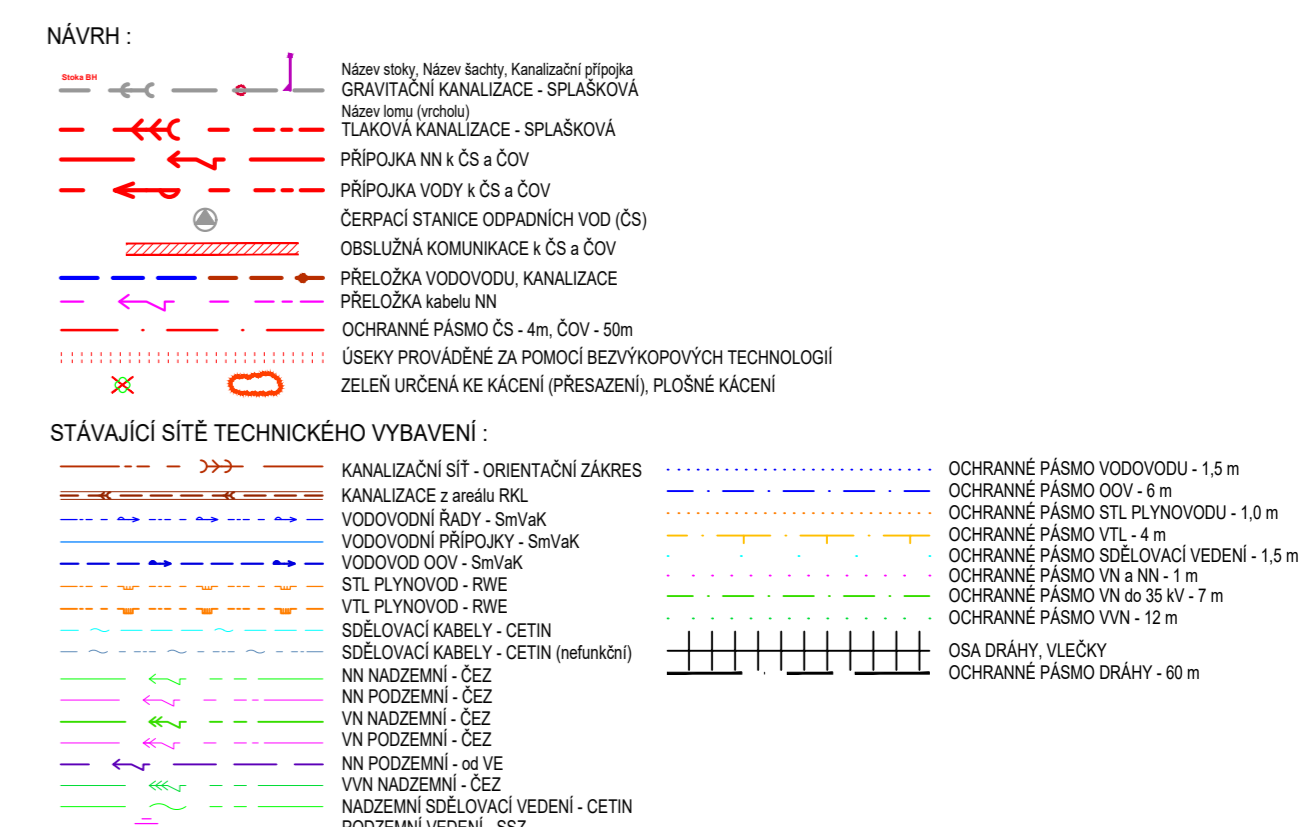 NÁVRH :
Stoka BH
Název stoky, Název šachty, Kanalizační přípojka
GRAVITAČNÍ KANALIZACE - SPLAŠKOVÁ
Název lomu (vrcholu)
TLAKOVÁ KANALIZACE - SPLAŠKOVÁ
PŘÍPOJKA NN k ČS a ČOV
PŘÍPOJKA VODY k ČS a ČOV
ČERPACÍ STANICE ODPADNÍCH VOD (ČS)
OBSLUŽNÁ KOMUNIKACE k ČS a ČOV
PŘELOŽKA VODOVODU, KANALIZACE
PŘELOŽKA kabelu NN
OCHRANNÉ PÁSMO ČS - 4m, ČOV - 50m
ÚSEKY PROVÁDĚNÉ ZA POMOCÍ BEZVÝKOPOVÝCH TECHNOLOGIÍ
ZELEŇ URČENÁ KE KÁCENÍ (PŘESAZENÍ), PLOŠNÉ KÁCENÍ
STÁVAJÍCÍ SÍTĚ TECHNICKÉHO VYBAVENÍ :
KANALIZAČNÍ SÍŤ - ORIENTAČNÍ ZÁKRES
KANALIZACE z areálu RKL
VODOVODNÍ ŘADY - SmVaK
VODOVODNÍ PŘÍPOJKY - SmVaK
VODOVOD OOV - SmVaK
STL PLYNOVOD - RWE
VTL PLYNOVOD - RWE
SDĚLOVACÍ KABELY - CETIN
SDĚLOVACÍ KABELY - CETIN (nefunkční)
NN NADZEMNÍ - ČEZ
NN PODZEMNÍ - ČEZ
VN NADZEMNÍ - ČEZ
VN PODZEMNÍ - ČEZ
NN PODZEMNÍ - od VE
VVN NADZEMNÍ - ČEZ
NADZEMNÍ SDĚLOVACÍ VEDENÍ - CETIN
PODZEMNÍ VEDENÍ - SSZ
OCHRANNÉ PÁSMO VODOVODU - 1,5 m
OCHRANNÉ PÁSMO OOV - 6 m
OCHRANNÉ PÁSMO STL PLYNOVODU - 1,0 m
OCHRANNÉ PÁSMO VTL - 4 m
OCHRANNÉ PÁSMO SDĚLOVACÍ VEDENÍ - 1,5 m
OCHRANNÉ PÁSMO VN a NN - 1 m
OCHRANNÉ PÁSMO VN do 35 kV - 7 m
OCHRANNÉ PÁSMO VVN - 12 m
OSA DRÁHY, VLEČKY
OCHRANNÉ PÁSMO DRÁHY - 60 m